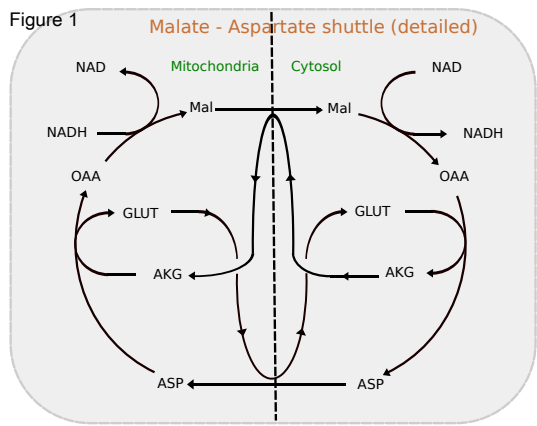 Figure 1
Malate - Aspartate shuttle (detailed)
Mitochondria Cytosol
NAD NAD
Mal Mal
NADH NADH
OAA OAA
GLUT GLUT
AKG AKG
ASP ASP